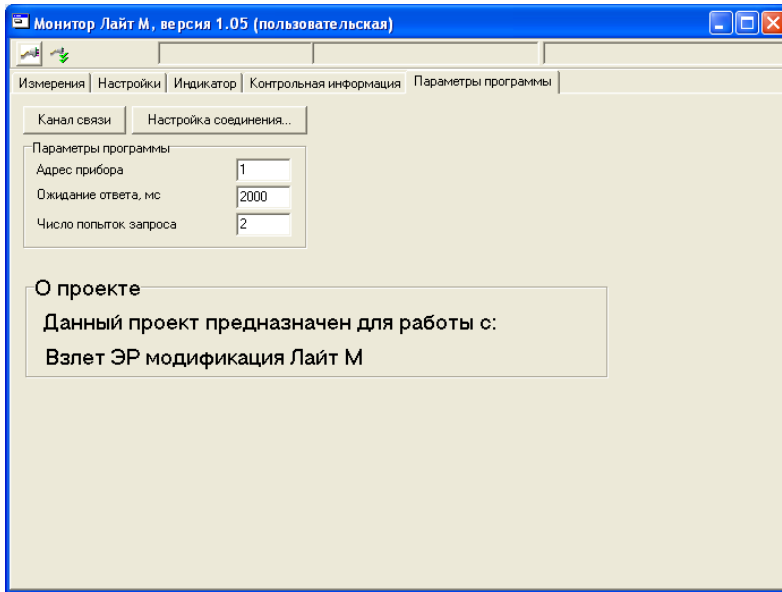 Монитор Лайт М, версия 1.05 (пользовательская)
Измерения Настройки Индикатор Контрольная информация Параметры программы
Канал связи Настройка соединения...
Параметры программы
Адрес прибора 1
Ожидание ответа, мс 2000
Число попыток запроса 2
О проекте
Данный проект предназначен для работы с:
Взлет ЭР модификация Лайт М